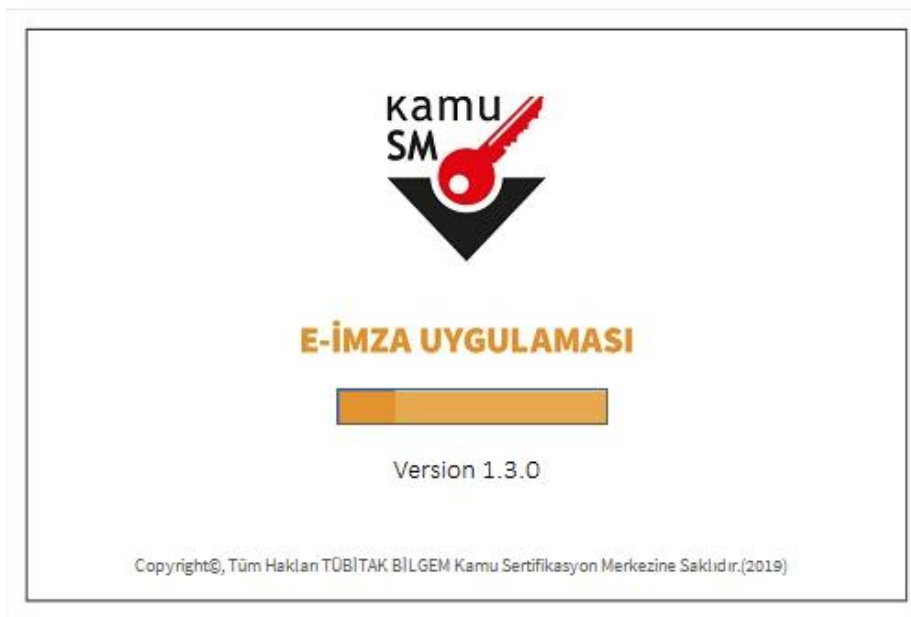 Kamu
SM
E-İMZA UYGULAMASI
Version 1.3.0
Copyright©, Tüm Hakları TÜBİTAK BİLGEM Kamu Sertifikasyon Merkezine Saklıdır.(2019)